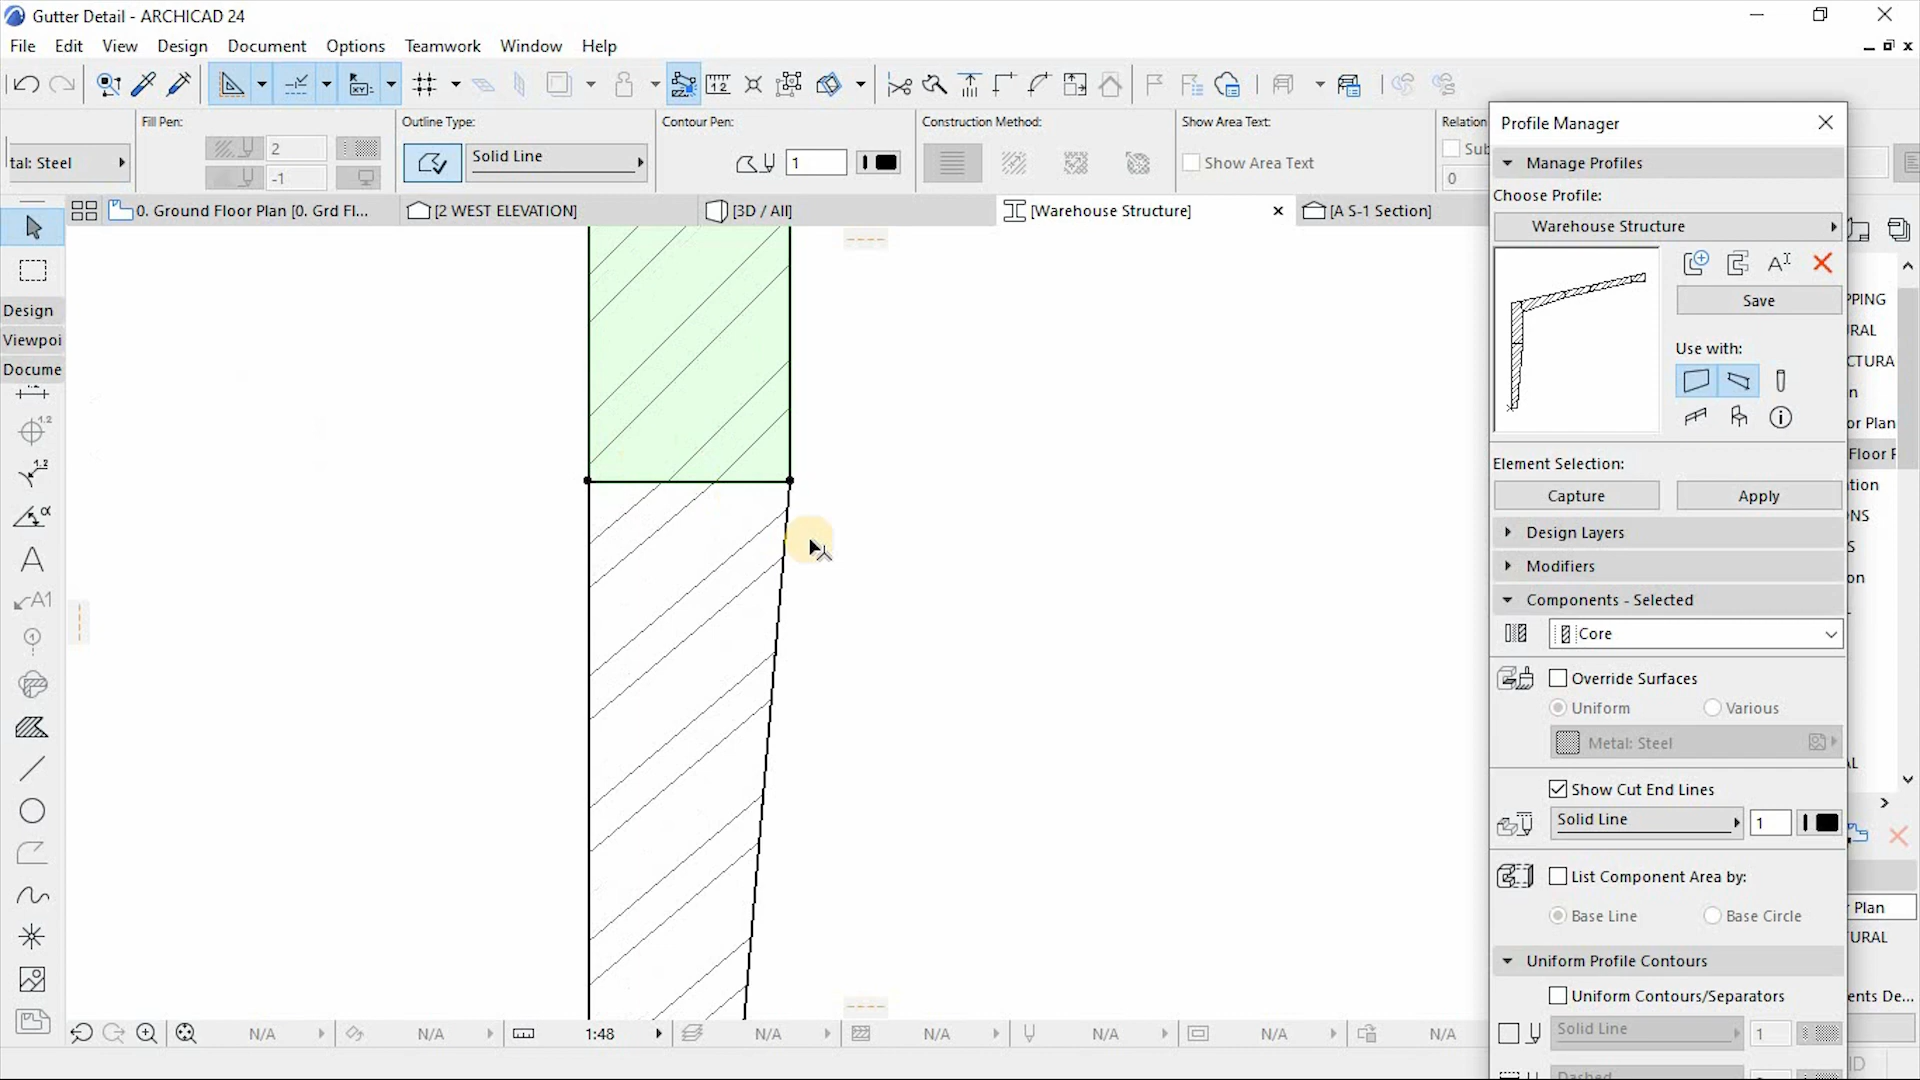 Gutter Detail - ARCHICAD 24
File Edit View Design Document Options Teamwork Window Help
Fill Pen:
Outline Type:
Contour Pen:
Construction Method:
Show Area Text:
Relation
tal: Steel
2
-1
Solid Line
1
Show Area Text
Sub
0
0. Ground Floor Plan [0. Grd Fl...
[2 WEST ELEVATION]
[3D / All]
[Warehouse Structure]
[A S-1 Section]
Design
Viewpoi
Docume
Profile Manager
Manage Profiles
Choose Profile:
Warehouse Structure
Save
Use with:
Element Selection:
Capture
Apply
Design Layers
Modifiers
Components - Selected
Core
Override Surfaces
Uniform
Various
Metal: Steel
Show Cut End Lines
Solid Line
1
List Component Area by:
Base Line
Base Circle
Uniform Profile Contours
Uniform Contours/Separators
Solid Line
1
Dashed
PPING
RAL
CTURA
n
or Plan
Floor F
tion
ONS
S
on
Plan
URAL
ents De...
ID
N/A
N/A
1:48
N/A
N/A
N/A
N/A
N/A